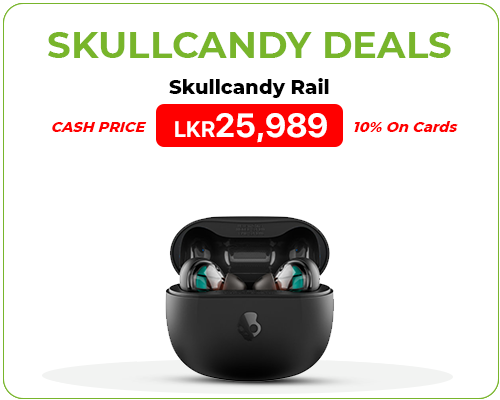 SKULLCANDY DEALS
Skullcandy Rail
CASH PRICE LKR25,989 10% On Cards